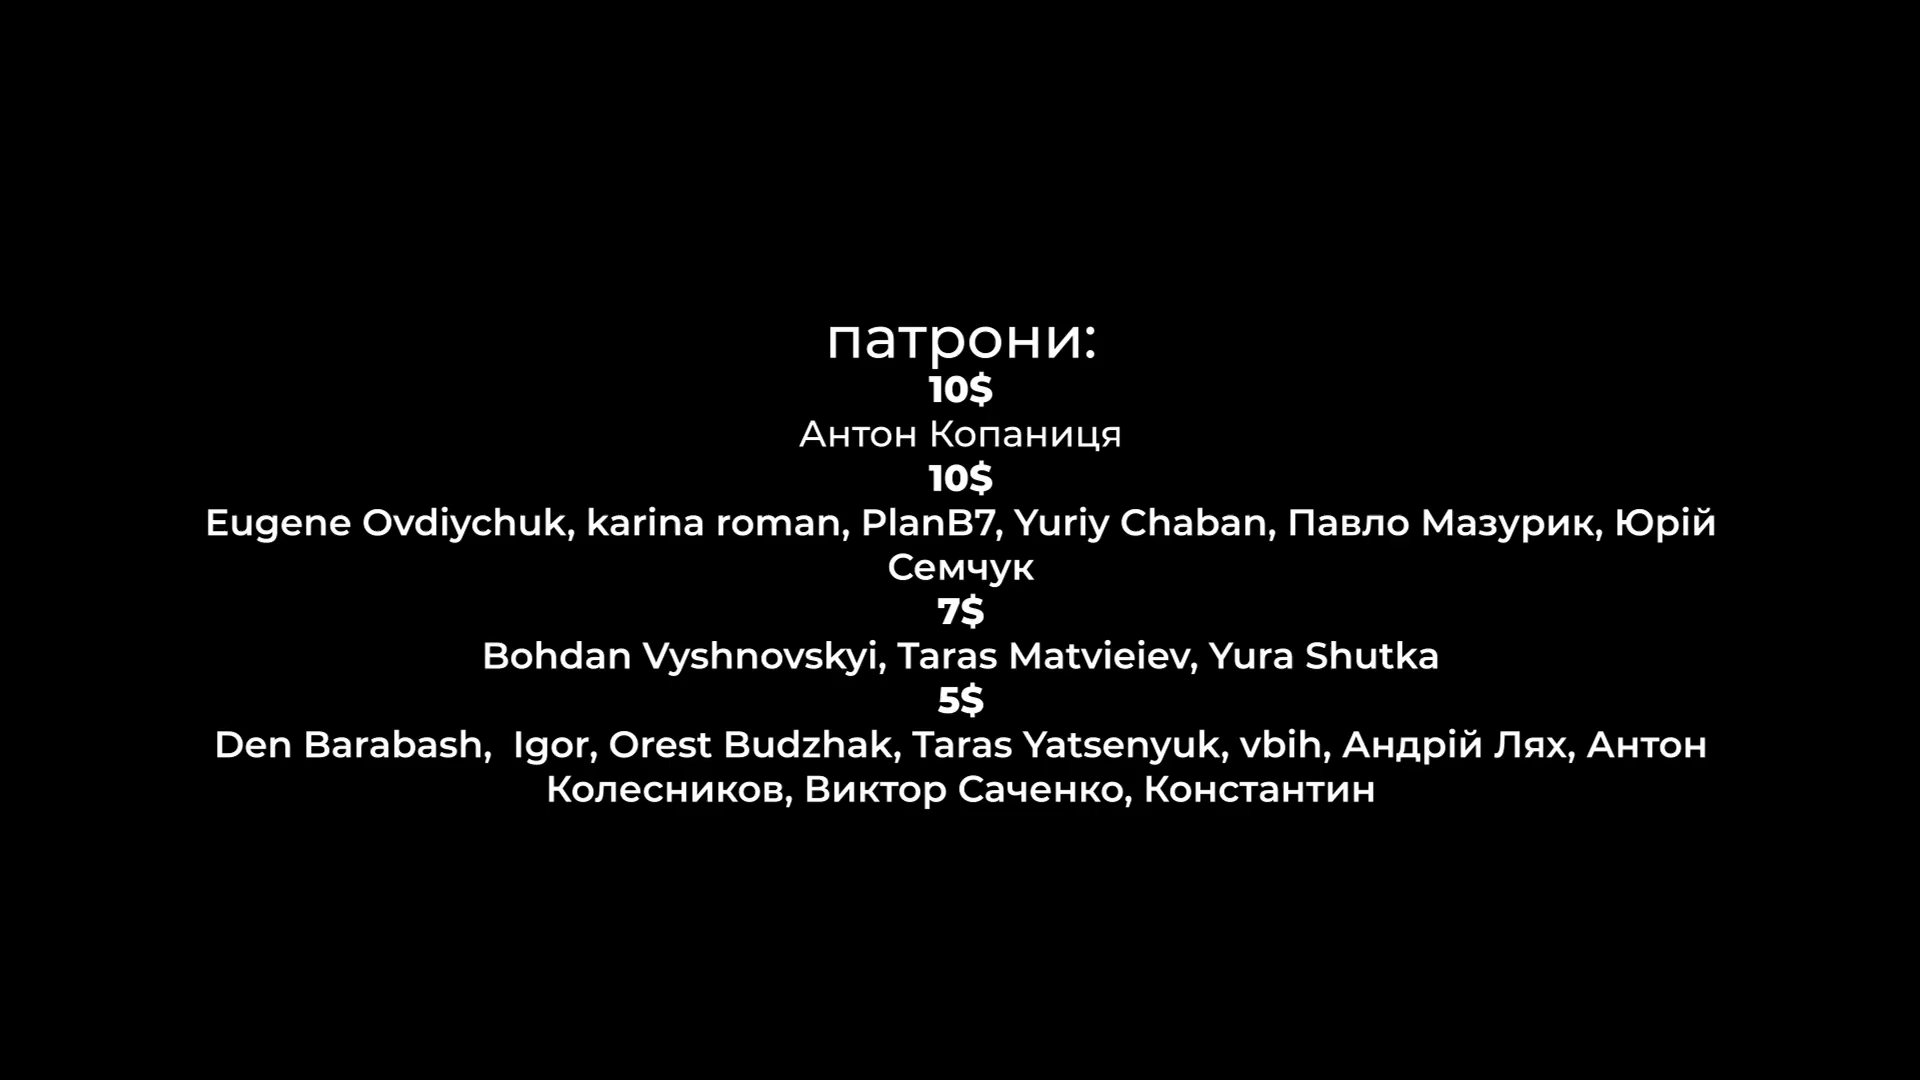 патрони:
10$
Антон Копаниця
10$
Eugene Ovdiychuk, karina roman, PlanB7, Yuriy Chaban, Павло Мазурик, Юрій
Семчук
7$
Bohdan Vyshnovskyi, Taras Matvieiev, Yura Shutka
5$
Den Barabash,  Igor, Orest Budzhak, Taras Yatsenyuk, vbih, Андрій Лях, Антон
Колесников, Виктор Саченко, Константин